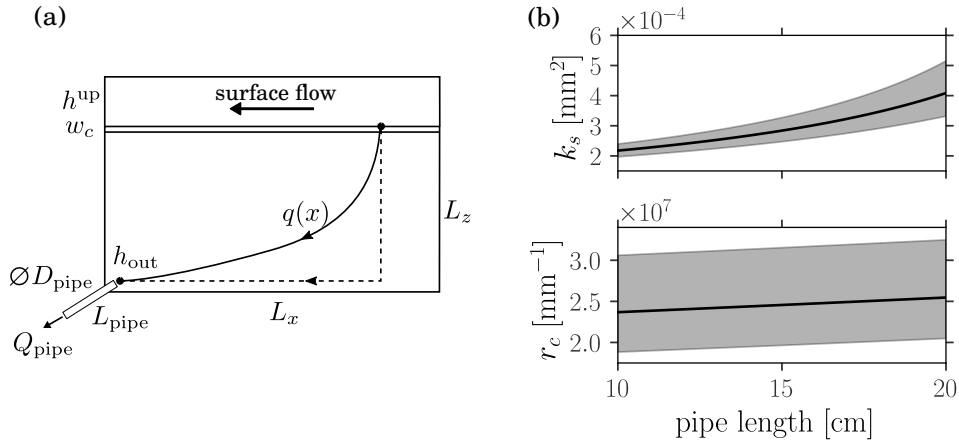 (a)
surface flow
h^up
w_c
q(x)
L_z
h_out
∅D_pipe
L_pipe
L_x
Q_pipe
(b)
×10^−4
6
5
4
3
2
k_s [mm^2]
×10^7
3.0
2.5
2.0
r_c [mm^−1]
10 15 20
pipe length [cm]